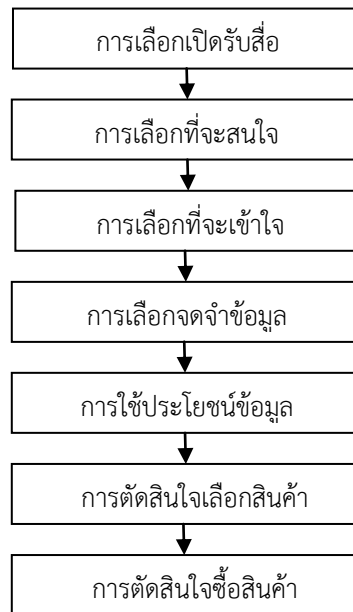 การเลือกเปิดรับสื่อ
การเลือกที่จะสนใจ
การเลือกที่จะเข้าใจ
การเลือกจดจำข้อมูล
การใช้ประโยชน์ข้อมูล
การตัดสินใจเลือกสินค้า
การตัดสินใจซื้อสินค้า